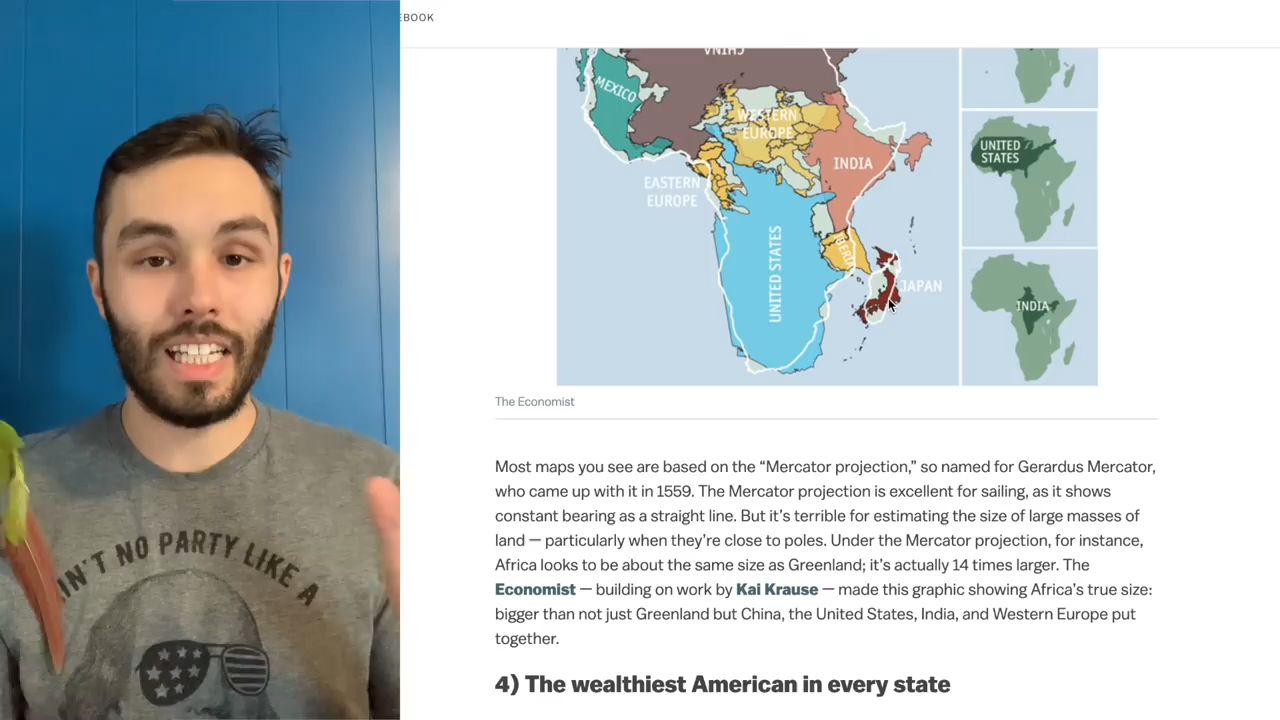 EBOOK
CHINA
MEXICO
WESTERN
EUROPE
INDIA
EASTERN
EUROPE
UNITED STATES
JAPAN
UNITED
STATES
INDIA
The Economist
Most maps you see are based on the “Mercator projection,” so named for Gerardus Mercator,
who came up with it in 1559. The Mercator projection is excellent for sailing, as it shows
constant bearing as a straight line. But it’s terrible for estimating the size of large masses of
land — particularly when they’re close to poles. Under the Mercator projection, for instance,
Africa looks to be about the same size as Greenland; it’s actually 14 times larger. The
Economist — building on work by Kai Krause — made this graphic showing Africa’s true size:
bigger than not just Greenland but China, the United States, India, and Western Europe put
together.
4) The wealthiest American in every state
AIN'T NO PARTY LIKE A